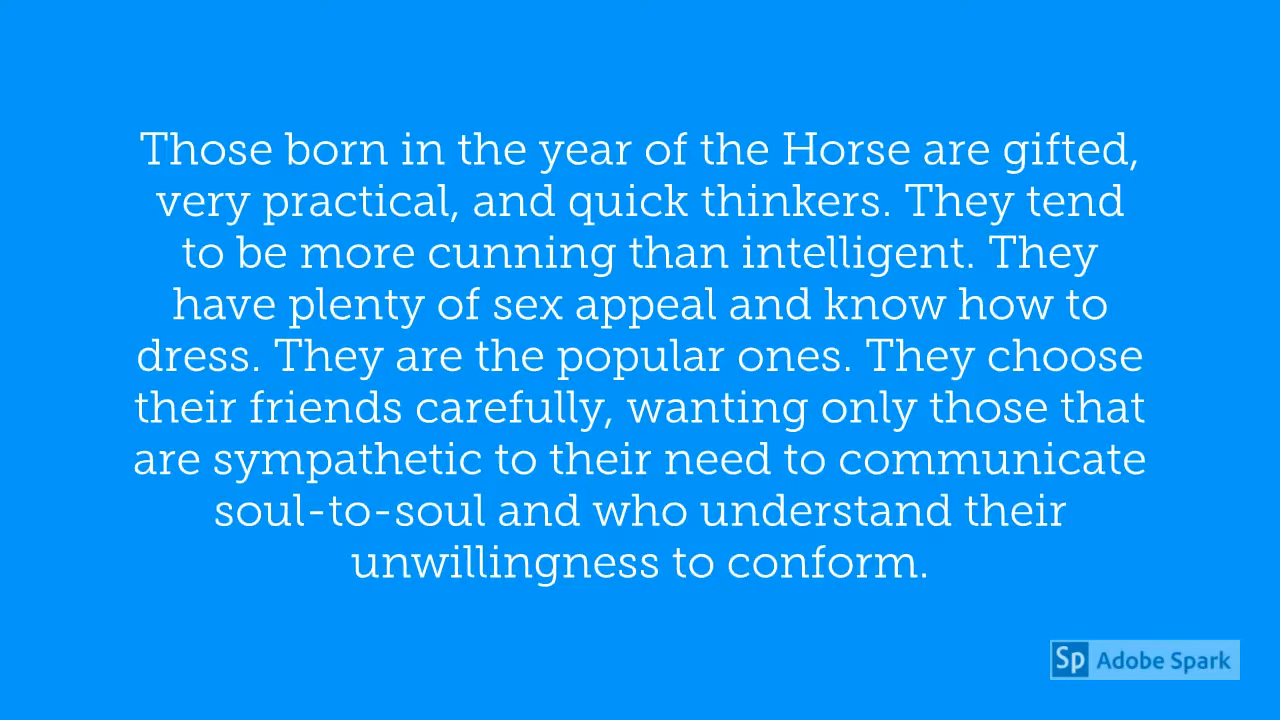 Those born in the year of the Horse are gifted,
very practical, and quick thinkers. They tend
to be more cunning than intelligent. They
have plenty of sex appeal and know how to
dress. They are the popular ones. They choose
their friends carefully, wanting only those that
are sympathetic to their need to communicate
soul-to-soul and who understand their
unwillingness to conform.
Sp Adobe Spark